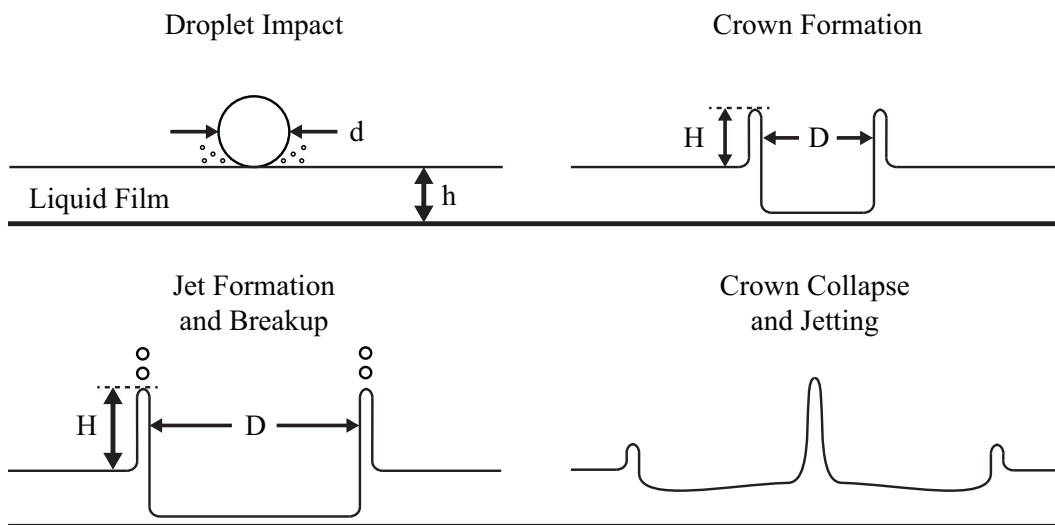 Droplet Impact
d
Liquid Film
h
Crown Formation
H
D
Jet Formation
and Breakup
H
D
Crown Collapse
and Jetting